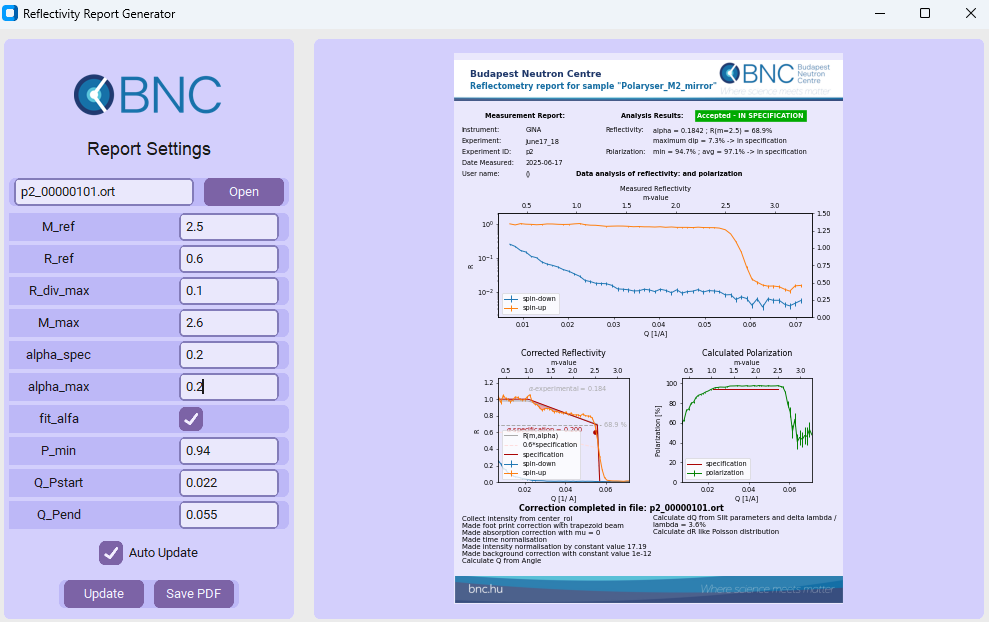 Reflectivity Report Generator
BNC
Report Settings
p2_00000101.ort Open
M_ref 2.5
R_ref 0.6
R_div_max 0.1
M_max 2.6
alpha_spec 0.2
alpha_max 0.2
fit_alfa
P_min 0.94
Q_Pstart 0.022
Q_Pend 0.055
Auto Update
Update Save PDF
Budapest Neutron Centre
Reflectometry report for sample "Polaryser_M2_mirror"
BNC Budapest
Neutron
Centre
Where science meets matter
Measurement Report: Analysis Results: Accepted - IN SPECIFICATION
Instrument: GINA Reflectivity: alpha = 0.1842 ; R(m=2.5) = 68.9%
Experiment: june17_18 maximum dip = 7.3% -> in specification
Experiment ID: p2 Polarization: min = 94.7% ; avg = 97.1% -> in specification
Date Measured: 2025-06-17
User name: () Data analysis of reflectivity: and polarization
Measured Reflectivity
m-value
0.5 1.0 1.5 2.0 2.5 3.0
10⁰ 10⁻¹ 10⁻²
R
1.50 1.25 1.00 0.75 0.50 0.25 0.00
spin-down
spin-up
0.01 0.02 0.03 0.04 0.05 0.06 0.07
Q [1/A]
Corrected Reflectivity
m-value
0.5 1.0 1.5 2.0 2.5 3.0
1.2 1.0 0.8 0.6 0.4 0.2 0.0
R
α-experimental = 0.184
α-specification = 0.200
68.9 %
R(m,alpha)
0.6*specification
specification
spin-down
spin-up
0.02 0.04 0.06
Q [1/ A]
Calculated Polarization
m-value
0.5 1.0 1.5 2.0 2.5 3.0
100 80 60 40 20 0
Polarization [%]
specification
polarization
0.02 0.04 0.06
Q [1/A]
Correction completed in file: p2_00000101.ort
Collect intensity from center_roi
Made foot print correction with trapezoid beam
Made absorption correction with mu = 0
Made time normalisation
Made intensity normalisation by constant value 17.19
Made background correction with constant value 1e-12
Calculate Q from Angle
Calculate dQ from Slit parameters and delta lambda /
lambda = 3.6%
Calculate dR like Poisson distribution
bnc.hu Where science meets matter